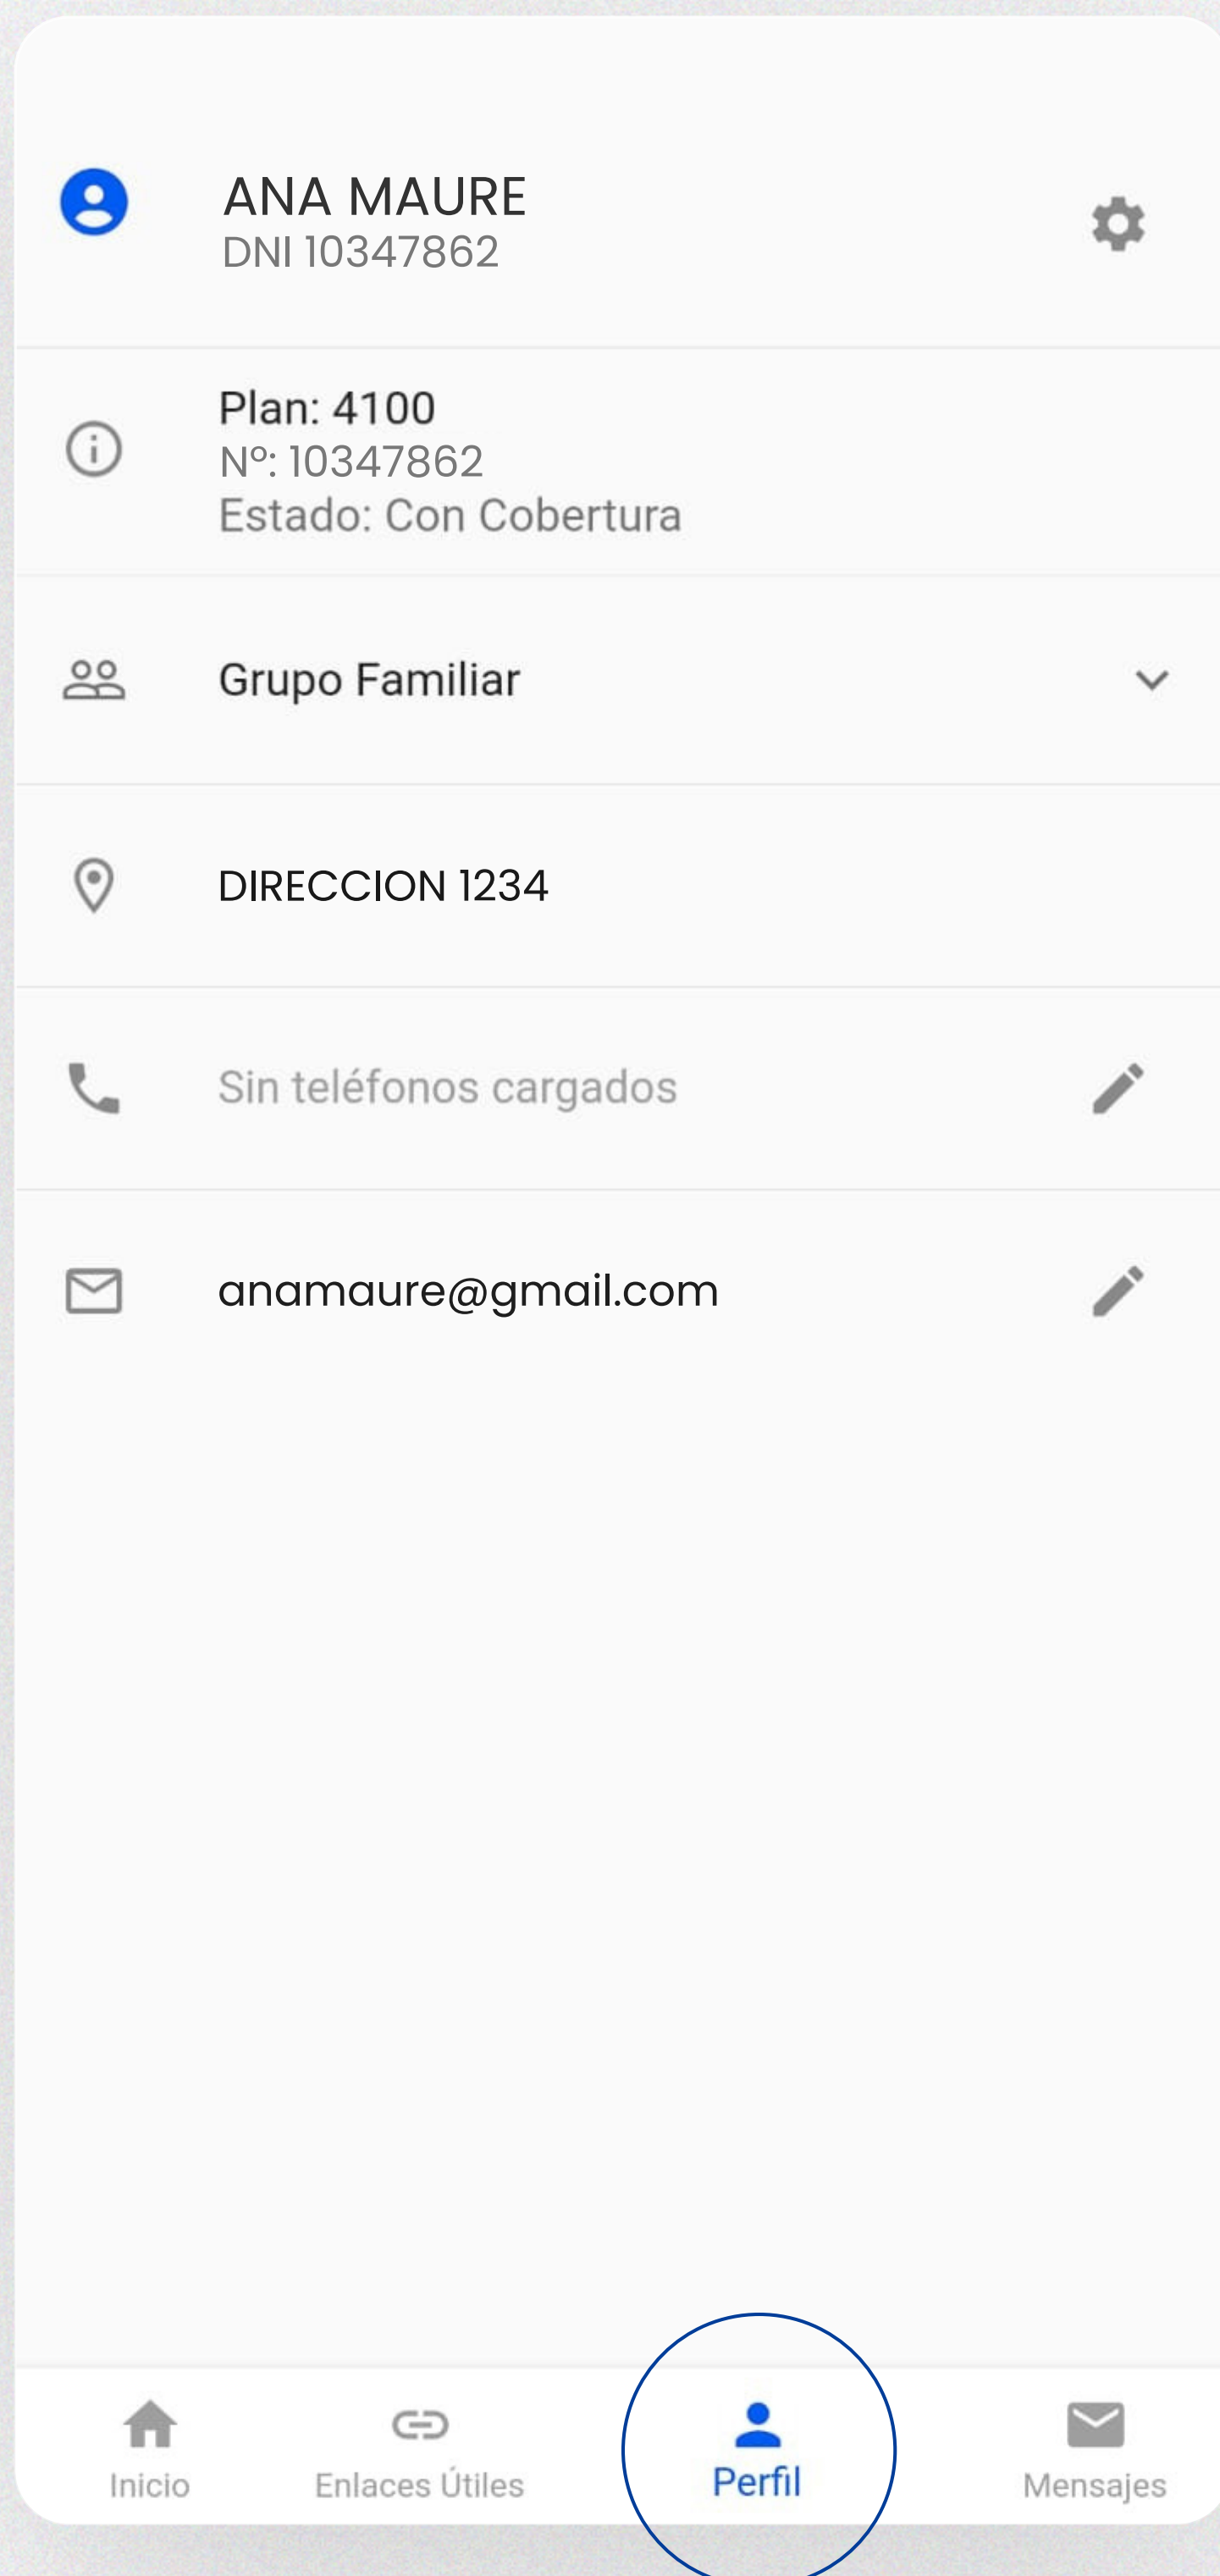 ANA MAURE
DNI 10347862
Plan: 4100
Nº: 10347862
Estado: Con Cobertura
Grupo Familiar
DIRECCION 1234
Sin teléfonos cargados
anamaure@gmail.com
Inicio
Enlaces Útiles
Perfil
Mensajes